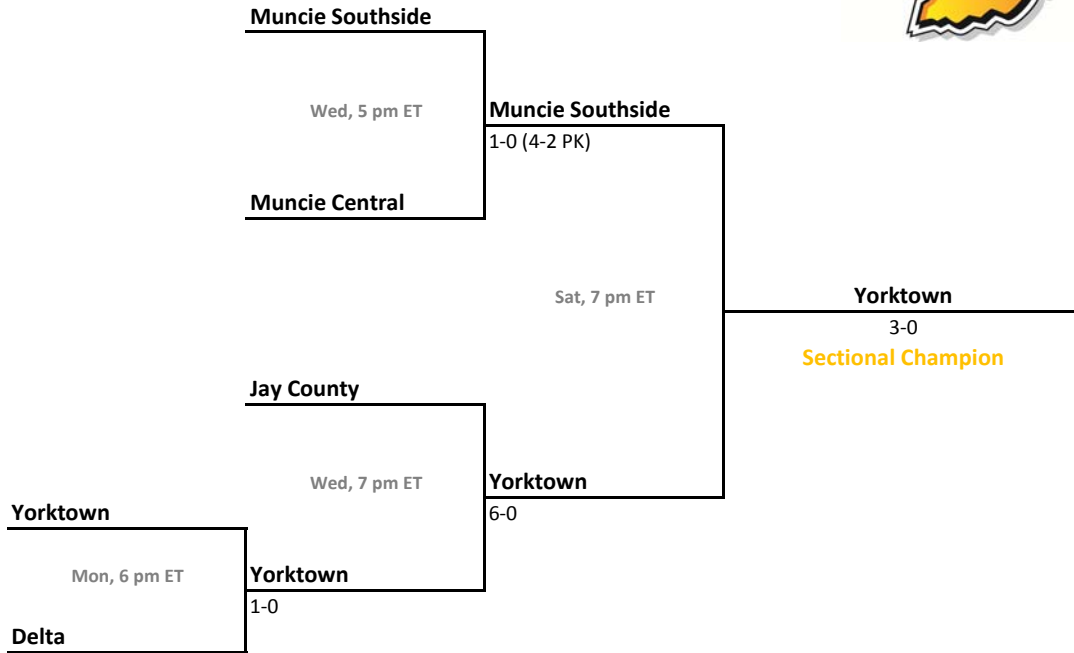 Muncie Southside
Wed, 5 pm ET
Muncie Southside
1-0 (4-2 PK)
Muncie Central
Sat, 7 pm ET
Yorktown
3-0
Sectional Champion
Jay County
Wed, 7 pm ET
Yorktown
6-0
Yorktown
Mon, 6 pm ET
Yorktown
1-0
Delta